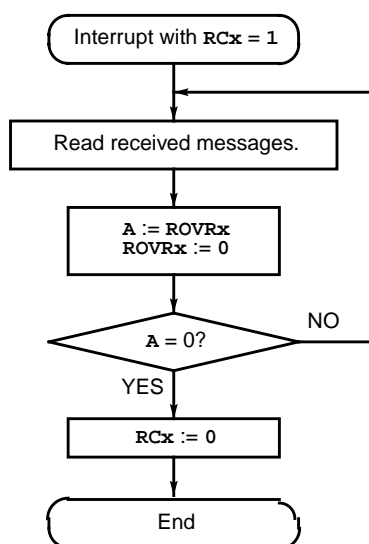 Interrupt with RCx = 1
Read received messages.
A := ROVRx
ROVRx := 0
A = 0?
NO
YES
RCx := 0
End